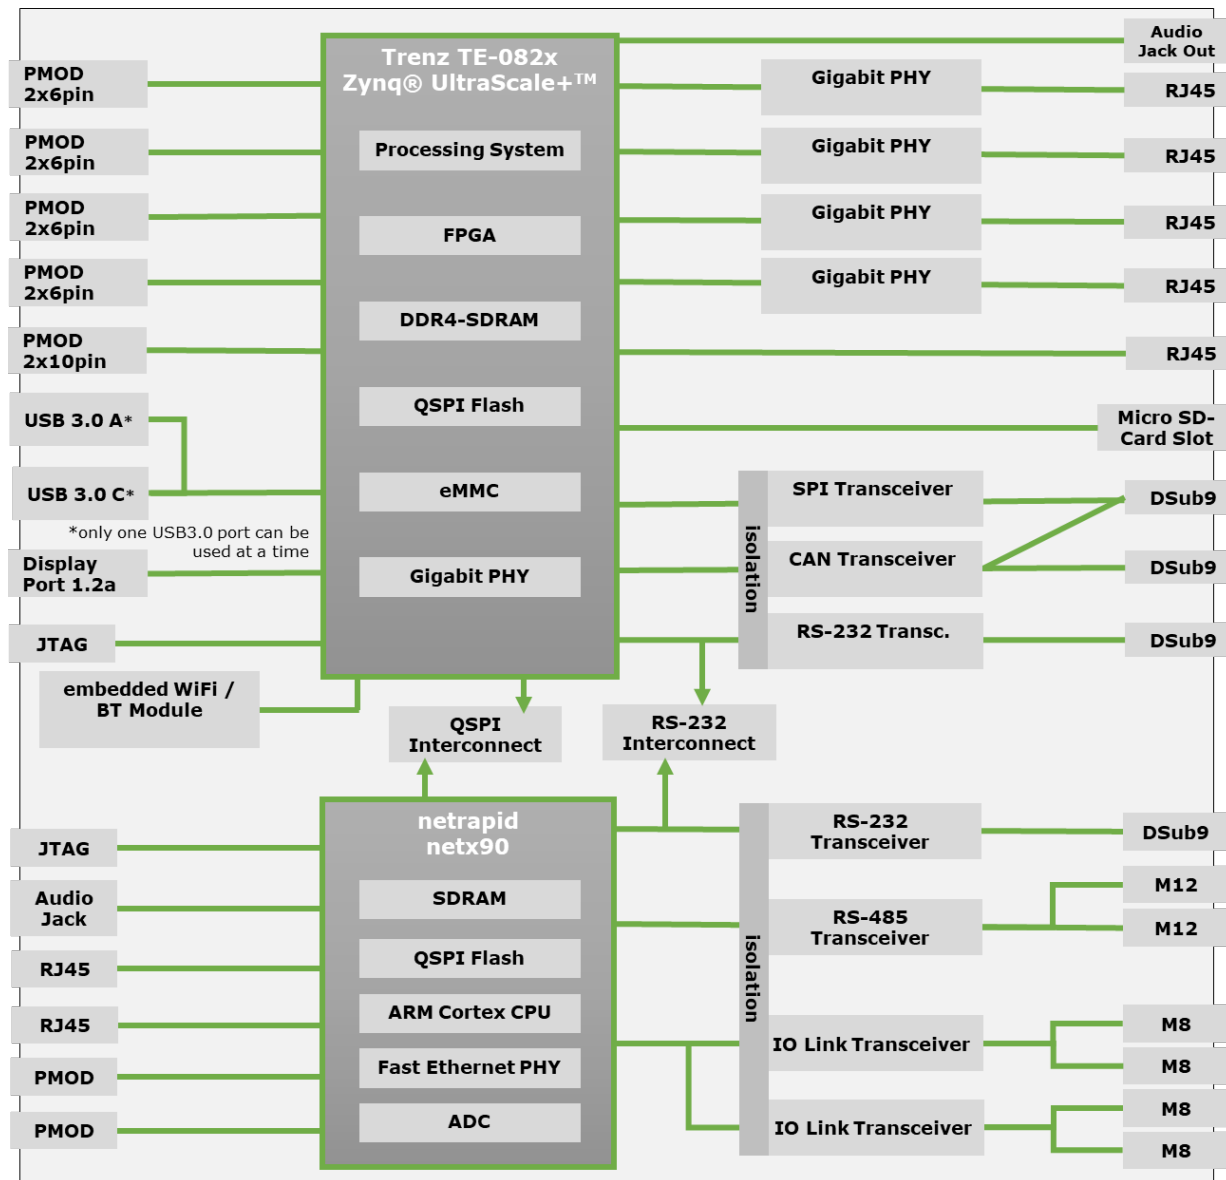 Trenz TE-082x
Zynq® UltraScale+™
Processing System
FPGA
DDR4-SDRAM
QSPI Flash
eMMC
Gigabit PHY
PMOD
2x6pin
PMOD
2x6pin
PMOD
2x6pin
PMOD
2x6pin
PMOD
2x10pin
USB 3.0 A*
USB 3.0 C*
*only one USB3.0 port can be
used at a time
Display
Port 1.2a
JTAG
embedded WiFi /
BT Module
Audio
Jack Out
Gigabit PHY
RJ45
Gigabit PHY
RJ45
Gigabit PHY
RJ45
Gigabit PHY
RJ45
RJ45
Micro SD-
Card Slot
isolation
SPI Transceiver
DSub9
CAN Transceiver
DSub9
RS-232 Transc.
DSub9
QSPI
Interconnect
RS-232
Interconnect
netrapid
netx90
SDRAM
QSPI Flash
ARM Cortex CPU
Fast Ethernet PHY
ADC
JTAG
Audio
Jack
RJ45
RJ45
PMOD
PMOD
isolation
RS-232
Transceiver
DSub9
RS-485
Transceiver
M12
M12
IO Link Transceiver
M8
M8
IO Link Transceiver
M8
M8